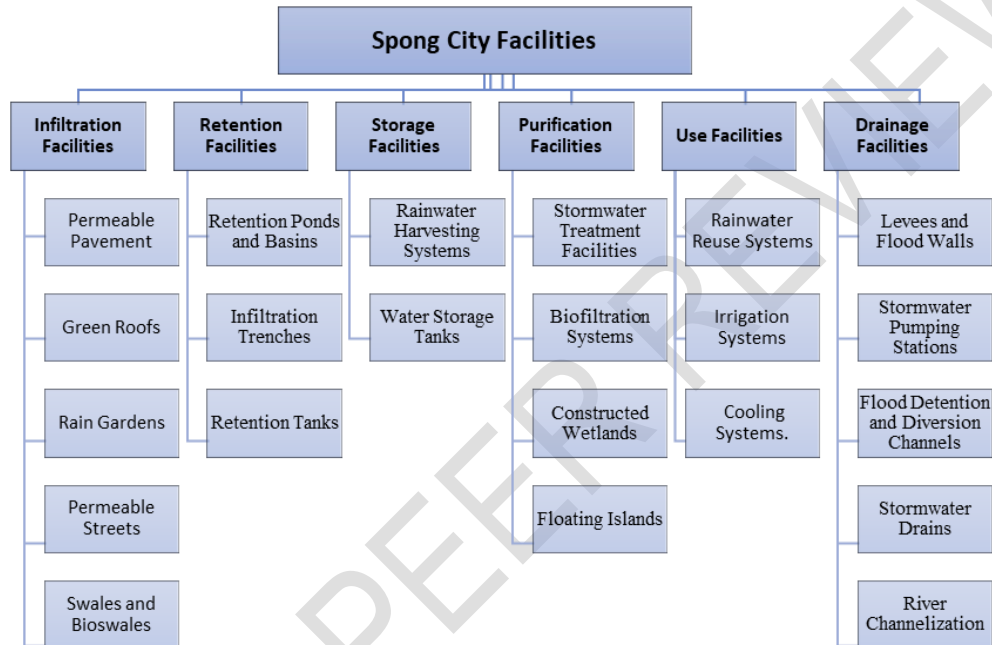 Spong City Facilities
Infiltration
Facilities
Retention
Facilities
Storage
Facilities
Purification
Facilities
Use Facilities
Drainage
Facilities
Permeable
Pavement
Green Roofs
Rain Gardens
Permeable
Streets
Swales and
Bioswales
Retention Ponds
and Basins
Infiltration
Trenches
Retention Tanks
Rainwater
Harvesting
Systems
Water Storage
Tanks
Stormwater
Treatment
Facilities
Biofiltration
Systems
Constructed
Wetlands
Floating Islands
Rainwater
Reuse Systems
Irrigation
Systems
Cooling
Systems.
Levees and
Flood Walls
Stormwater
Pumping
Stations
Flood Detention
and Diversion
Channels
Stormwater
Drains
River
Channelization
PEER REVIEW